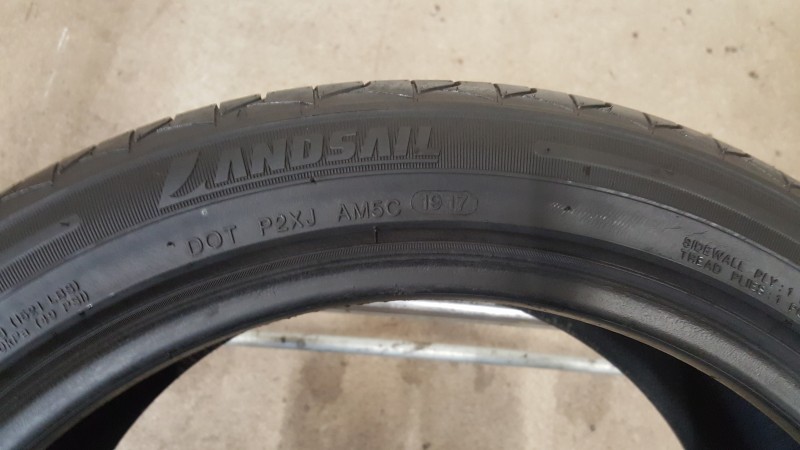 LANDSAIL
DOT P2XJ AM5C 1917
SIDEWALL PLY:1
TREAD PLIES:1